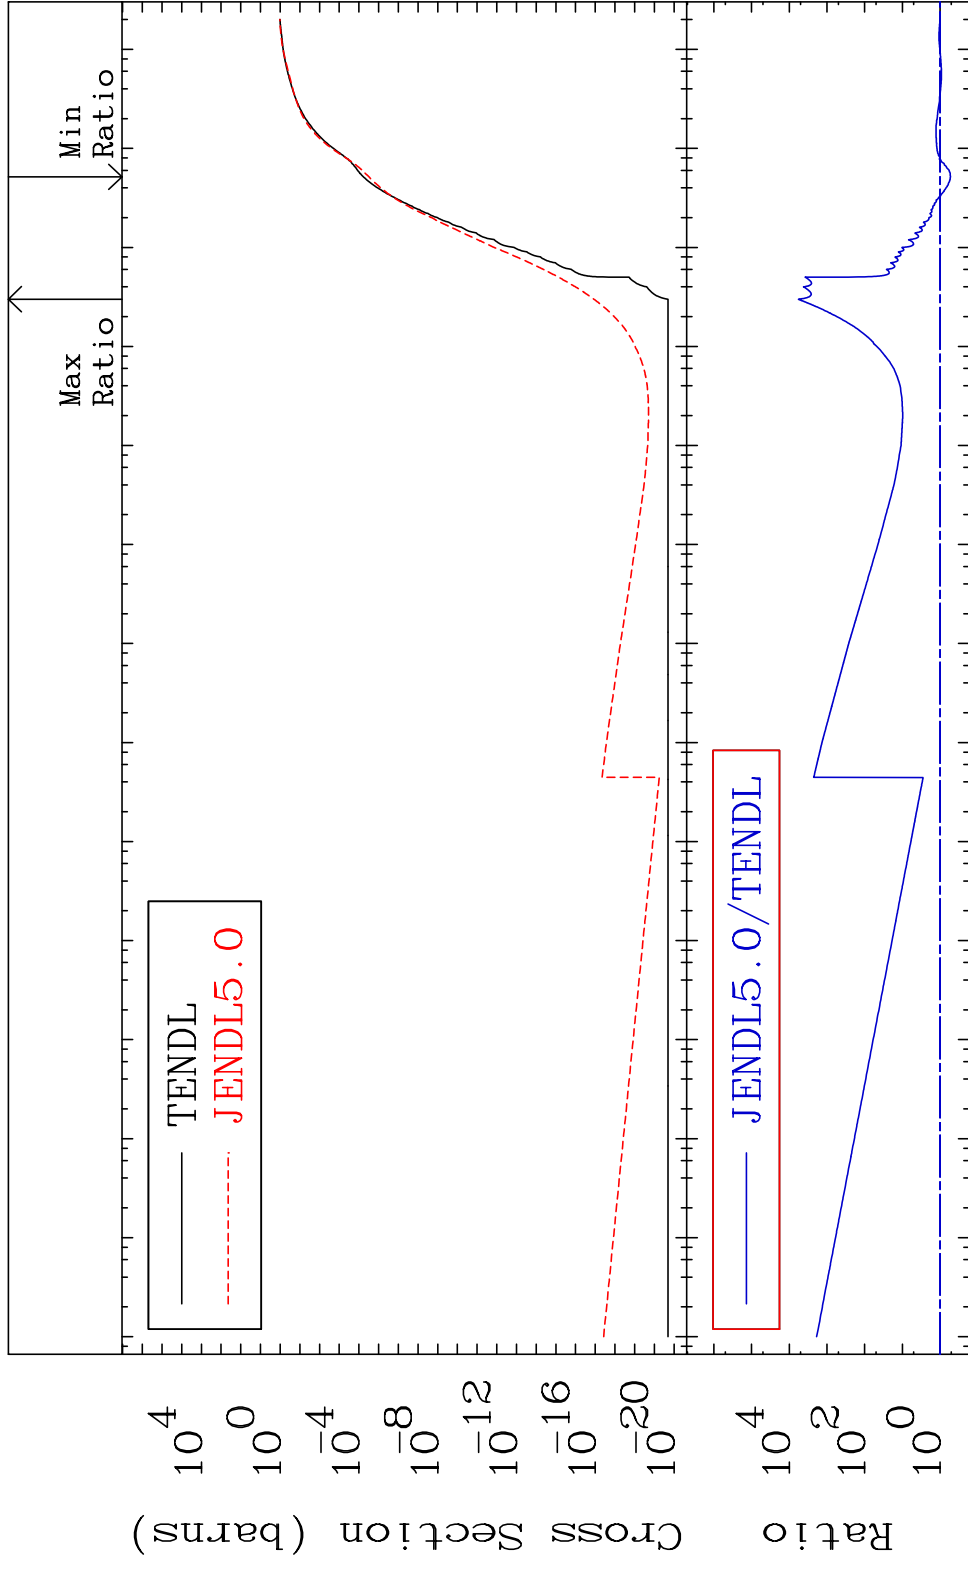 Max
Ratio
Min
Ratio
TENDL
JENDL5.0
Cross Section (barns)
10^4
10^0
10^-4
10^-8
10^-12
10^-16
10^-20
JENDL5.0/TENDL
Ratio
10^4
10^2
10^0